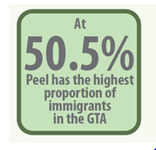 At
50.5%
Peel has the highest
proportion of
immigrants
in the GTA